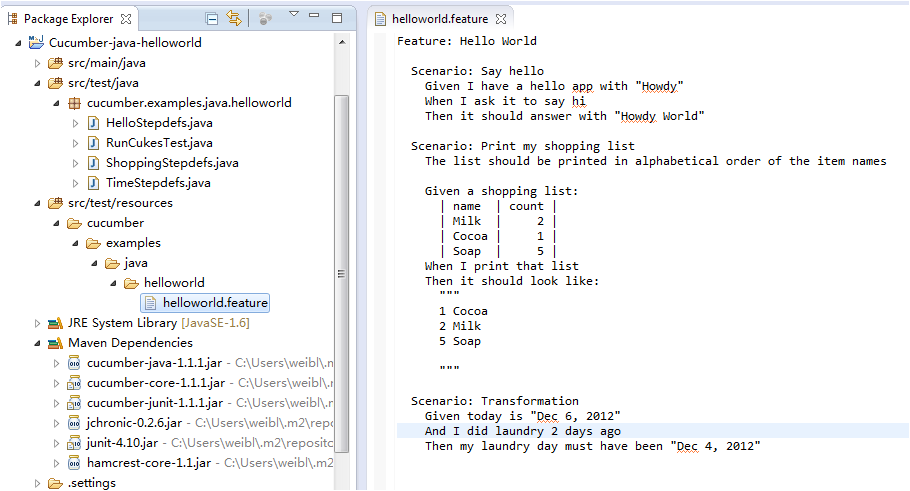 Package Explorer
Cucumber-java-helloworld
src/main/java
src/test/java
cucumber.examples.java.helloworld
HelloStepdefs.java
RunCukesTest.java
ShoppingStepdefs.java
TimeStepdefs.java
src/test/resources
cucumber
examples
java
helloworld
helloworld.feature
JRE System Library [JavaSE-1.6]
Maven Dependencies
cucumber-java-1.1.1.jar - C:\Users\weibl\.m
cucumber-core-1.1.1.jar - C:\Users\weibl\.m
cucumber-junit-1.1.1.jar - C:\Users\weibl\.m
jchronic-0.2.6.jar - C:\Users\weibl\.m2\rep
junit-4.10.jar - C:\Users\weibl\.m2\reposito
hamcrest-core-1.1.jar - C:\Users\weibl\.m2
.settings
helloworld.feature
Feature: Hello World
Scenario: Say hello
Given I have a hello app with "Howdy"
When I ask it to say hi
Then it should answer with "Howdy World"
Scenario: Print my shopping list
The list should be printed in alphabetical order of the item names
Given a shopping list:
| name | count |
| Milk | 2 |
| Cocoa | 1 |
| Soap | 5 |
When I print that list
Then it should look like:
"""
1 Cocoa
2 Milk
5 Soap
"""
Scenario: Transformation
Given today is "Dec 6, 2012"
And I did laundry 2 days ago
Then my laundry day must have been "Dec 4, 2012"